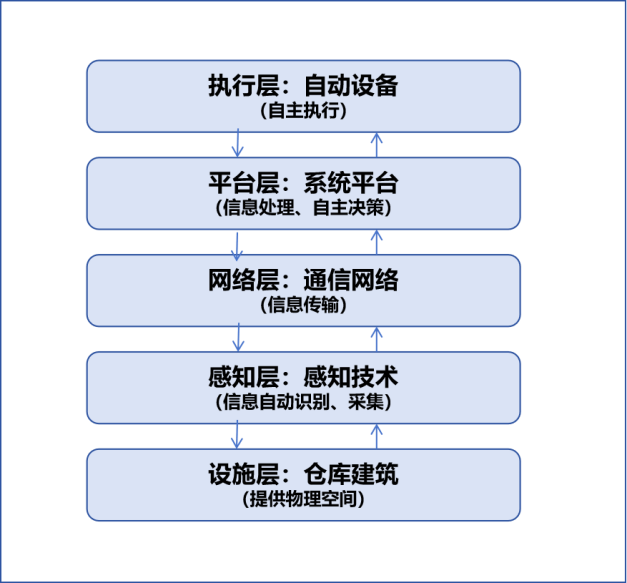 执行层：自动设备
（自主执行）
平台层：系统平台
（信息处理、自主决策）
网络层：通信网络
（信息传输）
感知层：感知技术
（信息自动识别、采集）
设施层：仓库建筑
（提供物理空间）